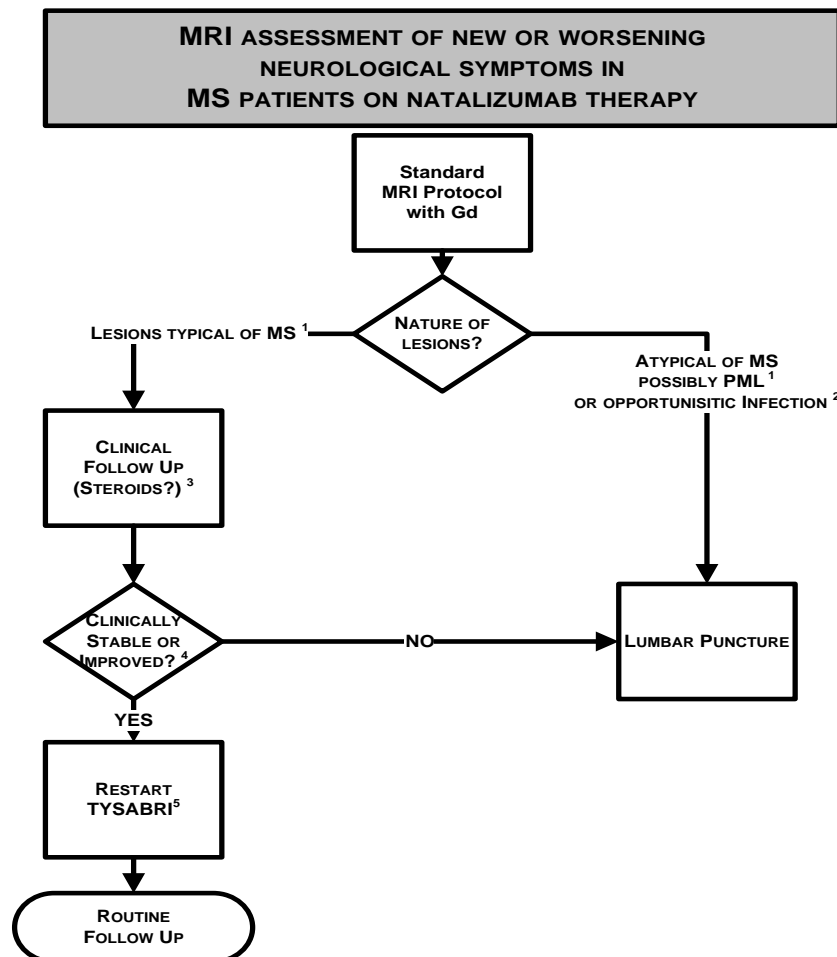 MRI ASSESSMENT OF NEW OR WORSENING
NEUROLOGICAL SYMPTOMS IN
MS PATIENTS ON NATALIZUMAB THERAPY
Standard
MRI Protocol
with Gd
NATURE OF
LESIONS?
LESIONS TYPICAL OF MS 1
ATYPICAL OF MS
POSSIBLY PML 1
OR OPPORTUNISITIC INFECTION 2
CLINICAL
FOLLOW UP
(STEROIDS?) 3
CLINICALLY
STABLE OR
IMPROVED? 4
NO
LUMBAR PUNCTURE
YES
RESTART
TYSABRI5
ROUTINE
FOLLOW UP